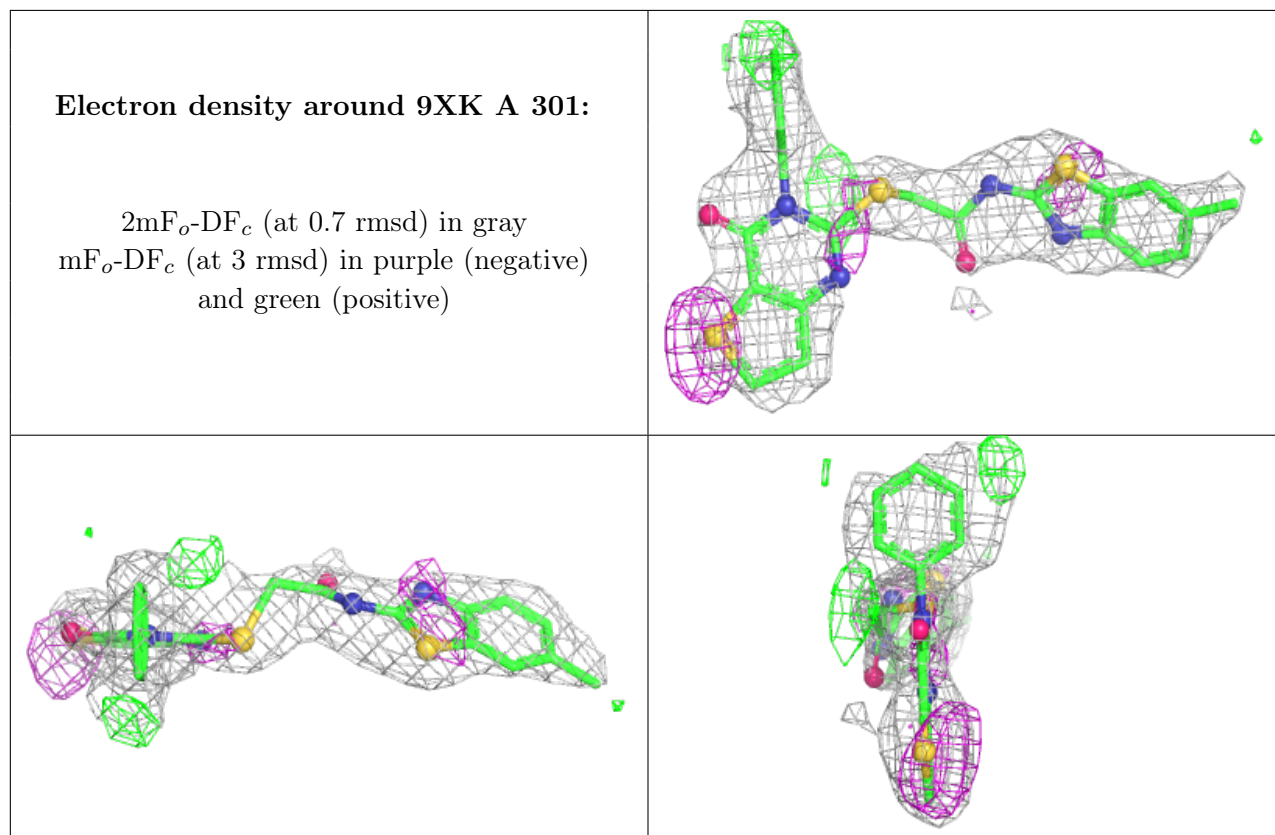 Electron density around 9XK A 301:
2mFo-DFc (at 0.7 rmsd) in gray
mFo-DFc (at 3 rmsd) in purple (negative)
and green (positive)